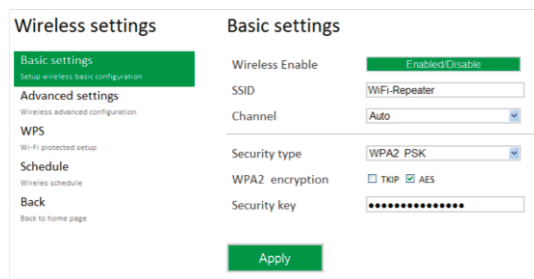 Wireless settings
Basic settings
Setup wireless basic configuration
Advanced settings
Wireless advanced configuration
WPS
Wi-Fi protected setup
Schedule
Wireles schedule
Back
Back to home page
Basic settings
Wireless Enable Enabled/Disable
SSID WiFi-Repeater
Channel Auto
Security type WPA2 PSK
WPA2 encryption TKIP AES
Security key ●●●●●●●●●●●●●●●
Apply